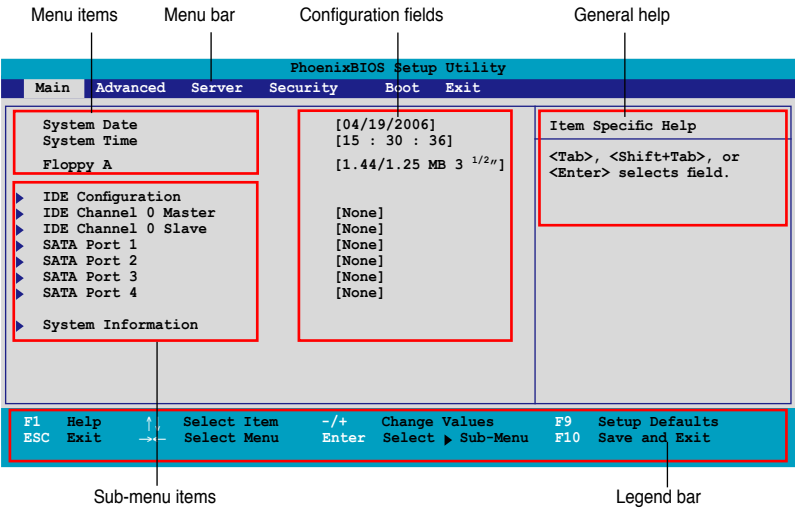 Menu items Menu bar Configuration fields General help
PhoenixBIOS Setup Utility
Main Advanced Server Security Boot Exit
System Date [04/19/2006]
System Time [15 : 30 : 36]
Floppy A [1.44/1.25 MB 3 1/2"]
Item Specific Help
<Tab>, <Shift+Tab>, or
<Enter> selects field.
IDE Configuration
IDE Channel 0 Master [None]
IDE Channel 0 Slave [None]
SATA Port 1 [None]
SATA Port 2 [None]
SATA Port 3 [None]
SATA Port 4 [None]
System Information
F1 Help ↑↓ Select Item -/+ Change Values F9 Setup Defaults
ESC Exit →← Select Menu Enter Select ▶ Sub-Menu F10 Save and Exit
Sub-menu items Legend bar